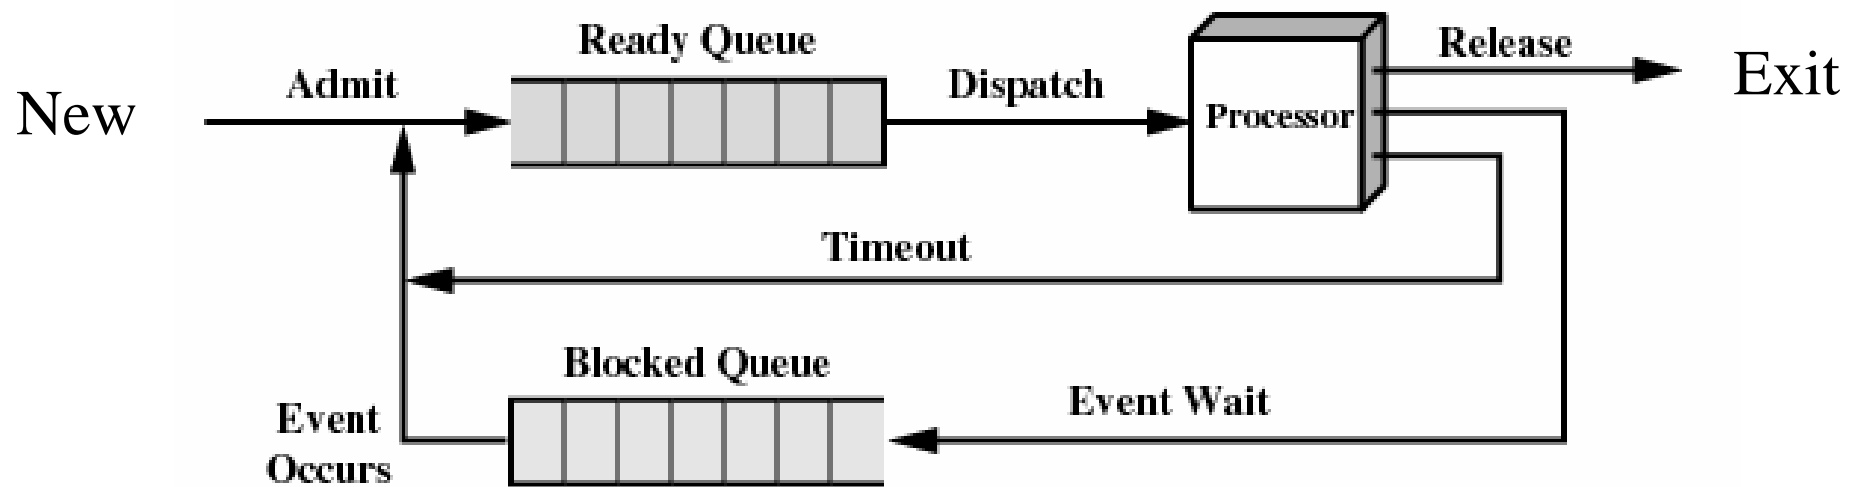 New
Admit
Ready Queue
Dispatch
Processor
Release
Exit
Timeout
Blocked Queue
Event Wait
Event
Occurs